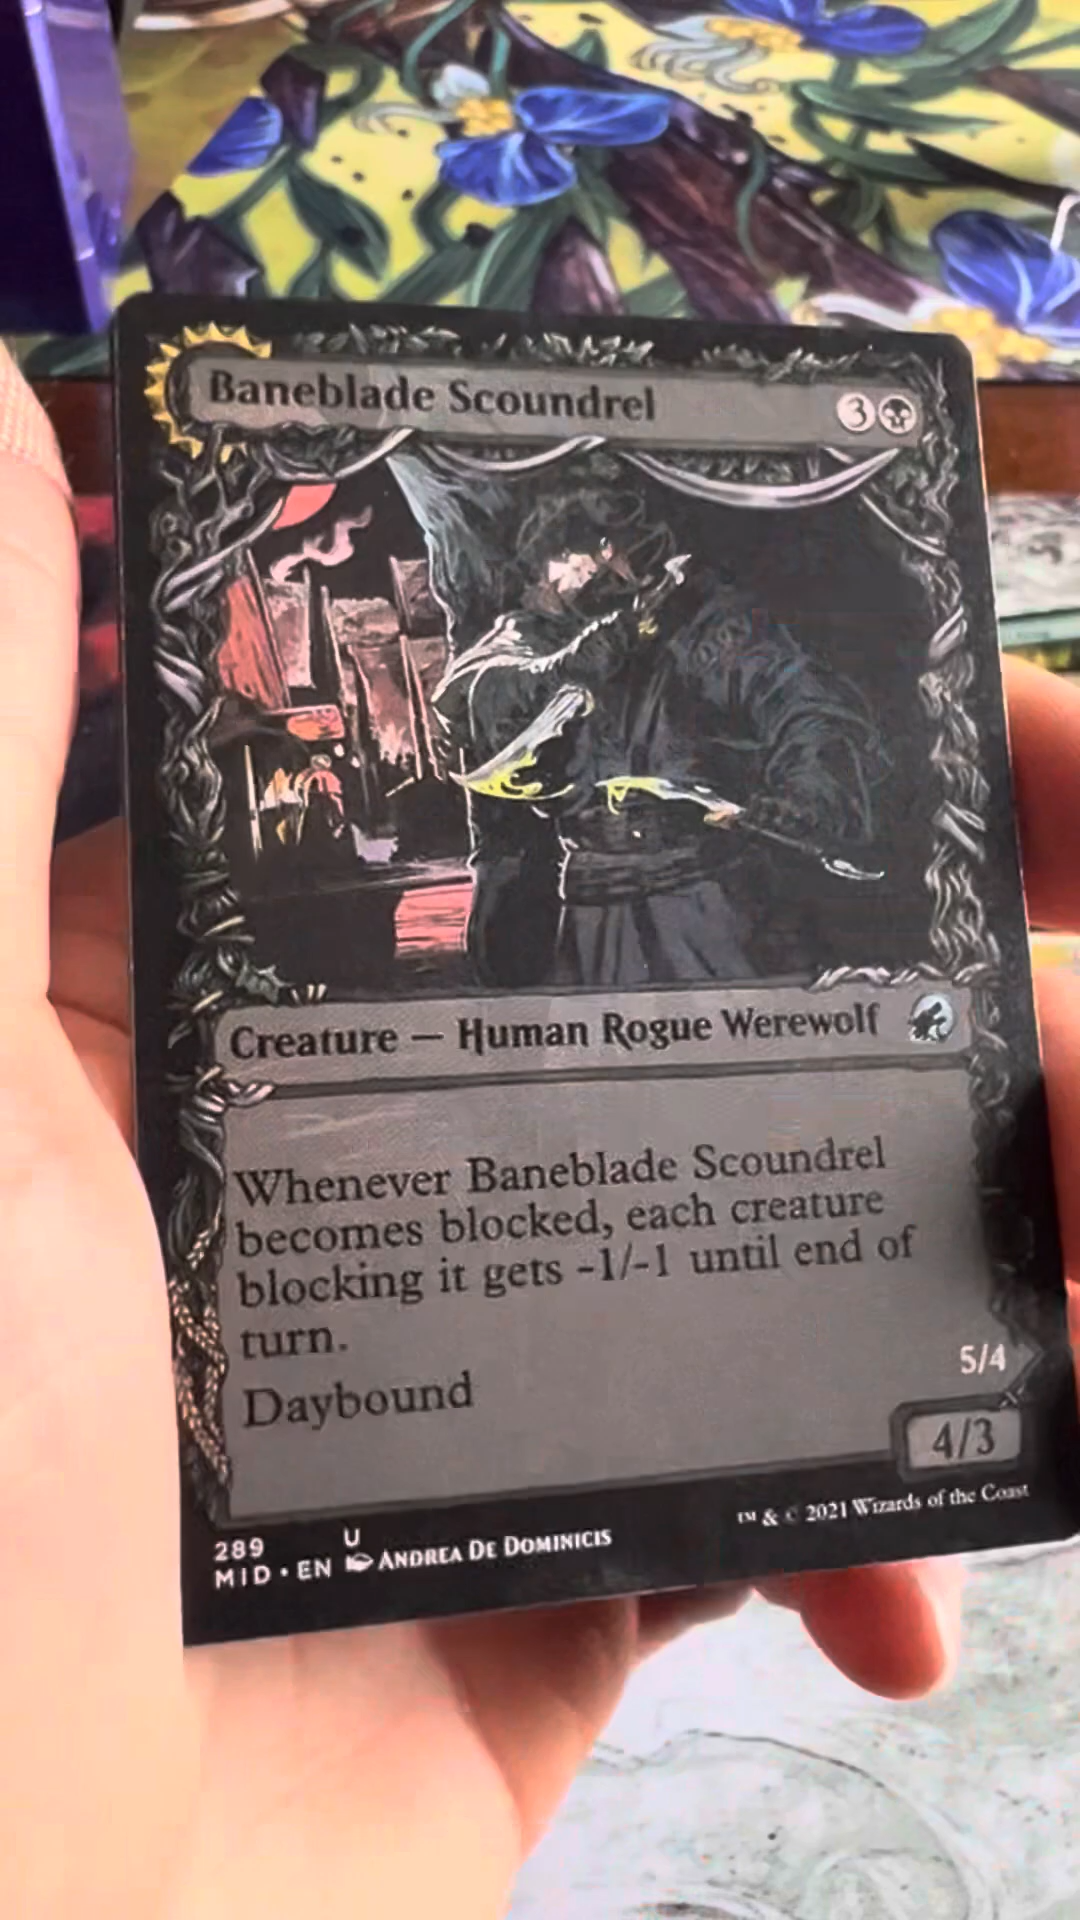 Baneblade Scoundrel
3
Creature — Human Rogue Werewolf
Whenever Baneblade Scoundrel
becomes blocked, each creature
blocking it gets -1/-1 until end of
turn.
Daybound
5/4
4/3
289 U
MID • EN ANDREA DE DOMINICIS
™ & © 2021 Wizards of the Coast